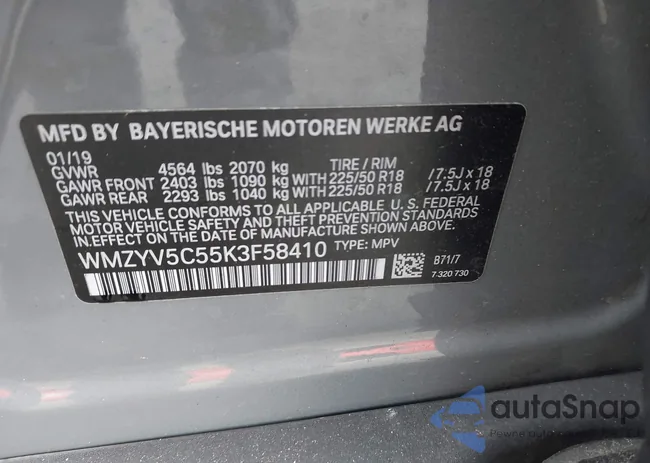 MFD BY BAYERISCHE MOTOREN WERKE AG
01/19
GVWR 4564 lbs 2070 kg TIRE / RIM
GAWR FRONT 2403 lbs 1090 kg WITH 225/50 R18 /7.5J x 18
GAWR REAR 2293 lbs 1040 kg WITH 225/50 R18 /7.5J x 18
THIS VEHICLE CONFORMS TO ALL APPLICABLE U. S. FEDERAL
MOTOR VEHICLE SAFETY AND THEFT PREVENTION STANDARDS
IN EFFECT ON THE DATE OF MANUFACTURE SHOWN ABOVE.
WMZYV5C55K3F58410 TYPE: MPV
B71/7
7 320 730
autoSnap
Pewne auto